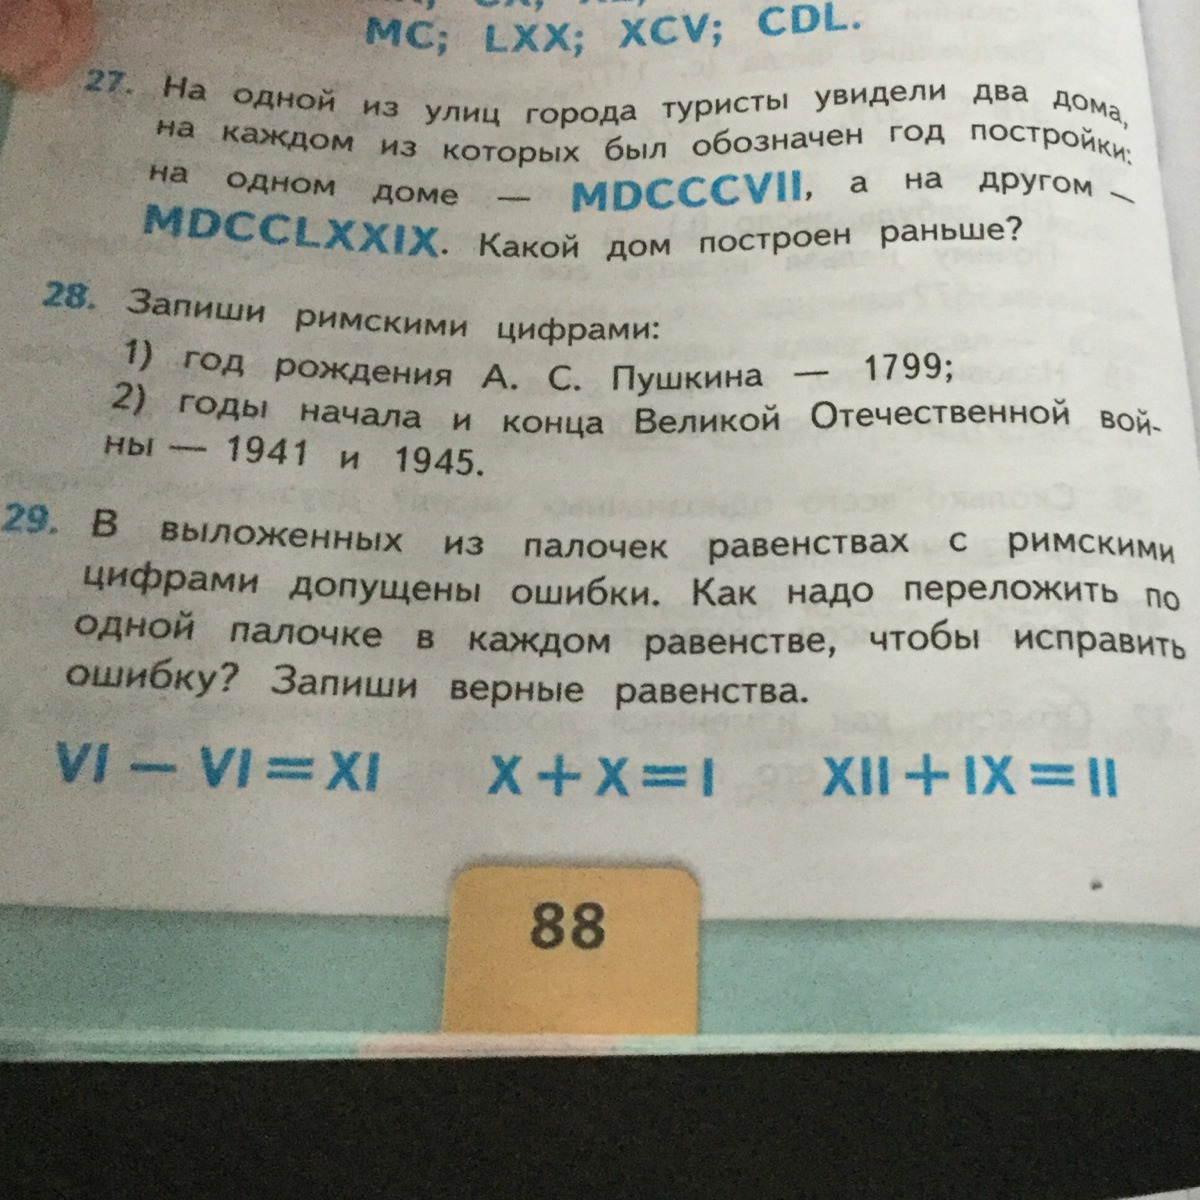 MC; LXX; XCV; CDL.
27. На одной из улиц города туристы увидели два дома,
на каждом из которых был обозначен год постройки:
на одном доме — MDCCCVII, а на другом —
MDCCLXXIX. Какой дом построен раньше?
28. Запиши римскими цифрами:
1) год рождения А. С. Пушкина — 1799;
2) годы начала и конца Великой Отечественной вой-
ны — 1941 и 1945.
29. В выложенных из палочек равенствах с римскими
цифрами допущены ошибки. Как надо переложить по
одной палочке в каждом равенстве, чтобы исправить
ошибку? Запиши верные равенства.
VI — VI = XI X + X = I XII + IX = II
88